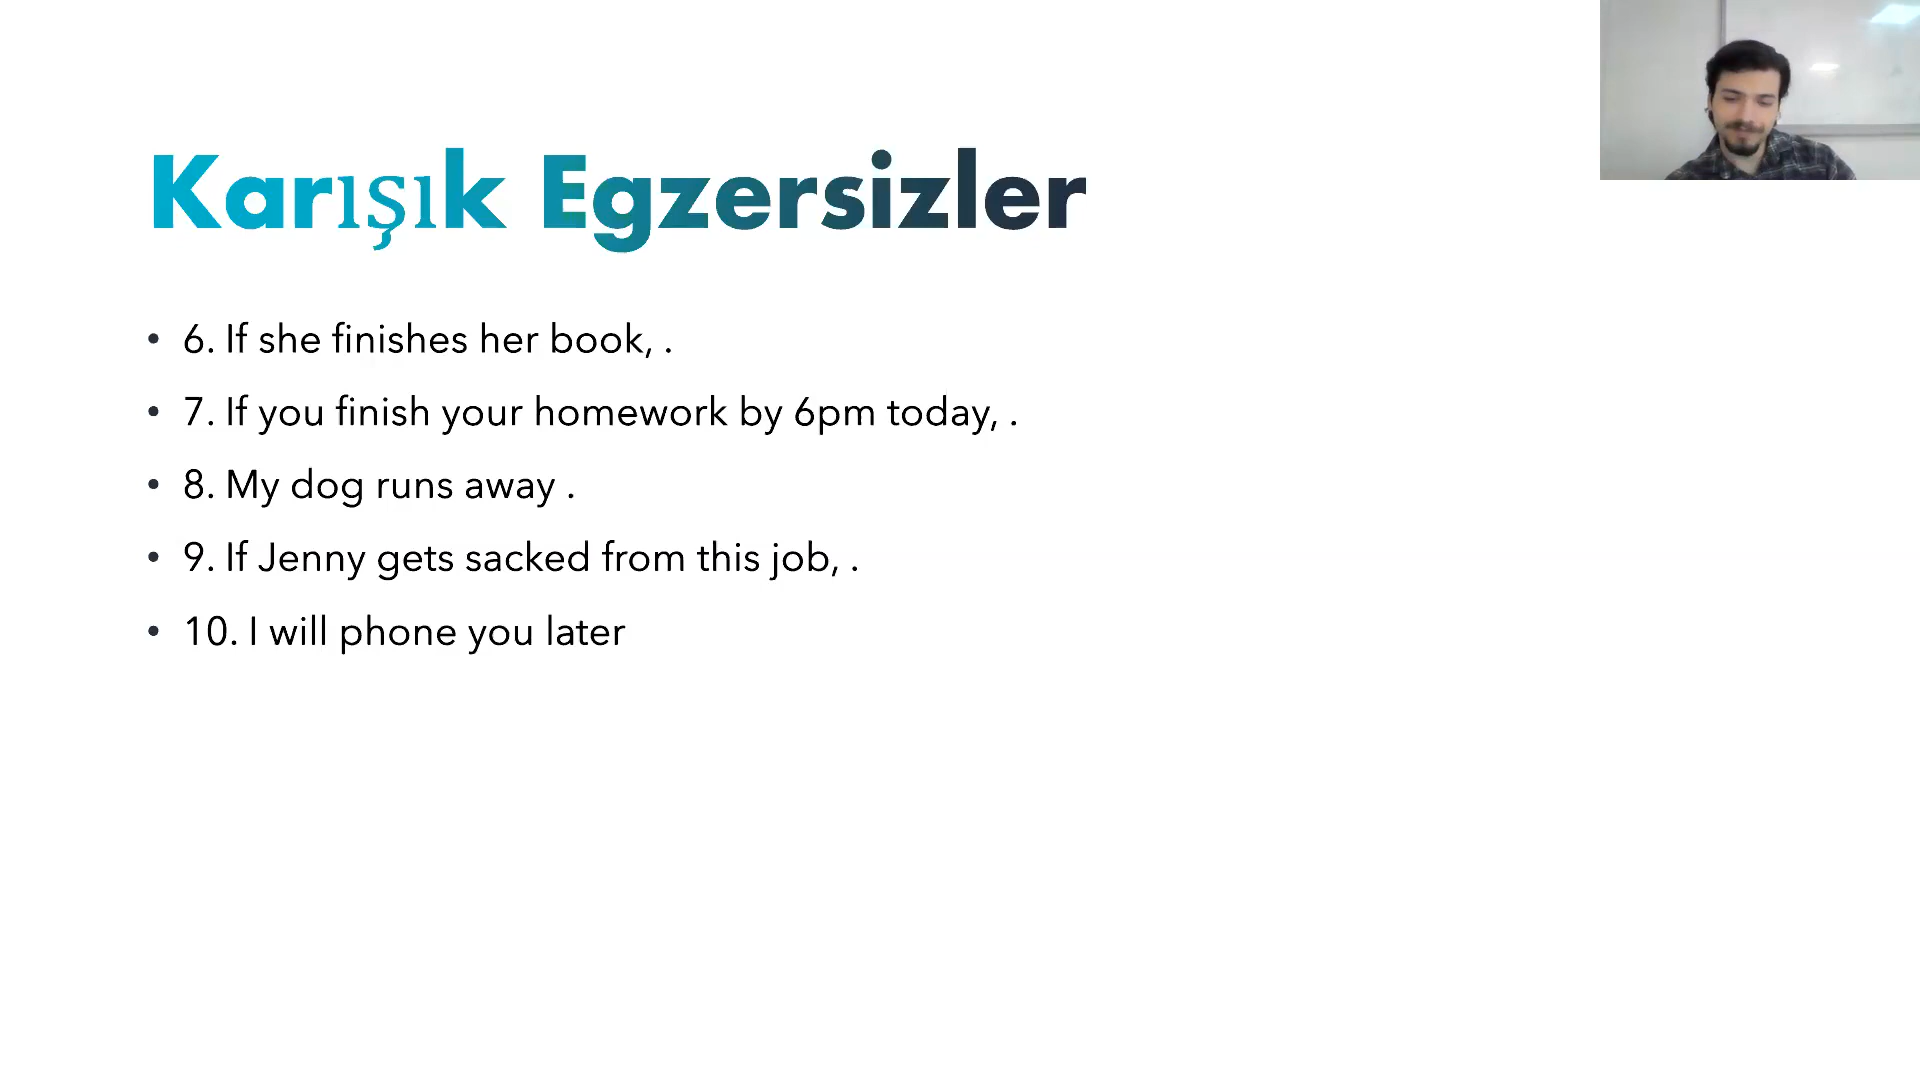 Karışık Egzersizler
• 6. If she finishes her book, .
• 7. If you finish your homework by 6pm today, .
• 8. My dog runs away .
• 9. If Jenny gets sacked from this job, .
• 10. I will phone you later